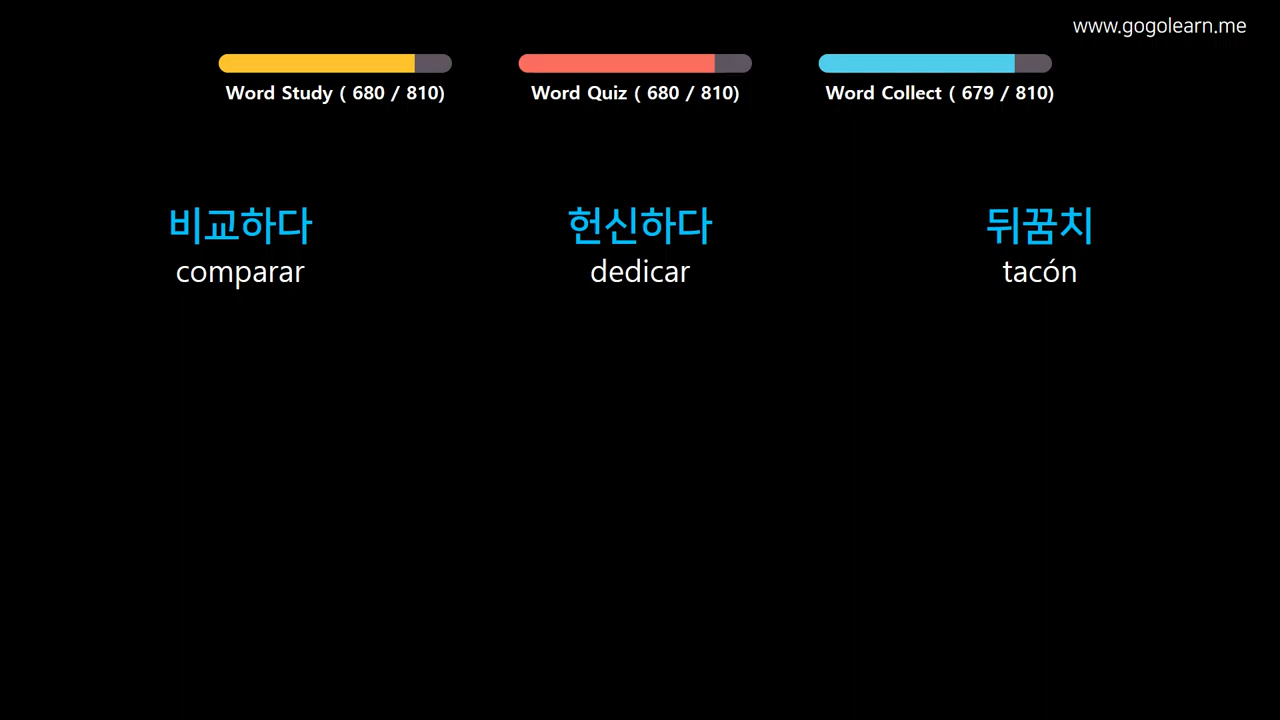 www.gogolearn.me
Word Study ( 680 / 810)
Word Quiz ( 680 / 810)
Word Collect ( 679 / 810)
비교하다
comparar
헌신하다
dedicar
뒤꿈치
tacón